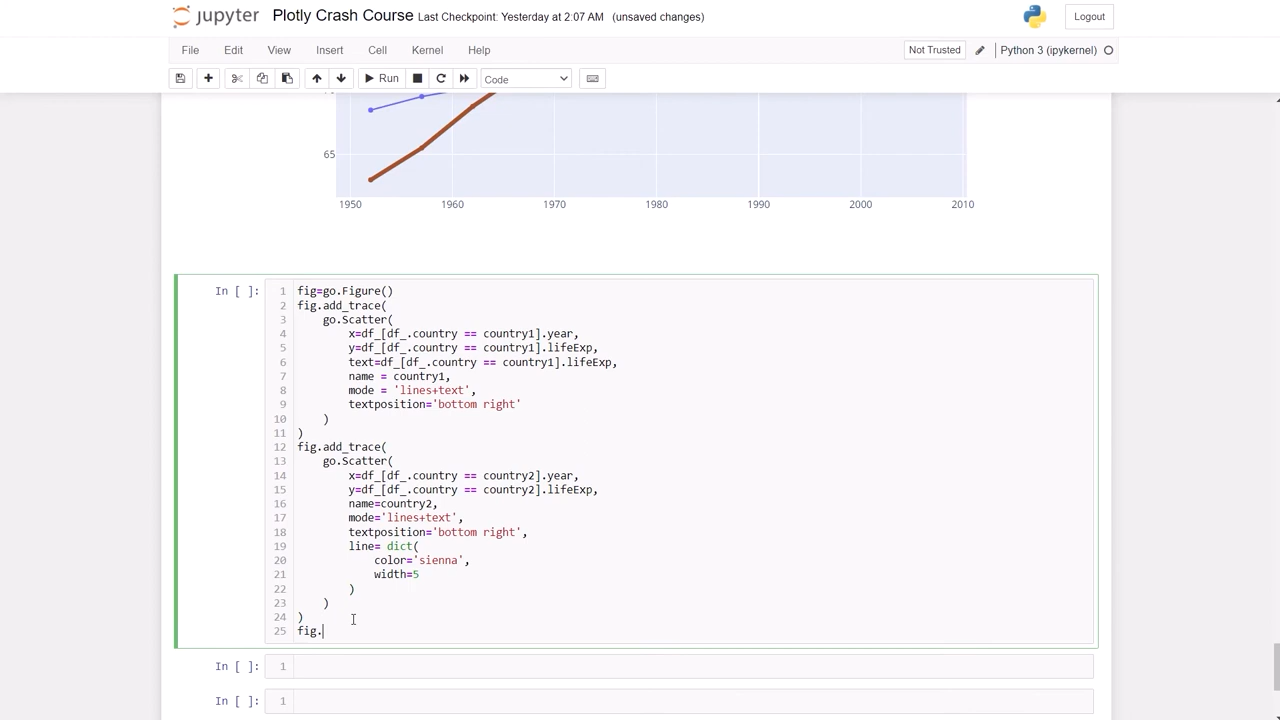 jupyter Plotly Crash Course Last Checkpoint: Yesterday at 2:07 AM (unsaved changes) Logout
File Edit View Insert Cell Kernel Help Not Trusted Python 3 (ipykernel)
Run Code
65
1950 1960 1970 1980 1990 2000 2010
In [ ]: 1 fig=go.Figure()
2 fig.add_trace(
3 go.Scatter(
4 x=df_[df_.country == country1].year,
5 y=df_[df_.country == country1].lifeExp,
6 text=df_[df_.country == country1].lifeExp,
7 name = country1,
8 mode = 'lines+text',
9 textposition='bottom right'
10 )
11 )
12 fig.add_trace(
13 go.Scatter(
14 x=df_[df_.country == country2].year,
15 y=df_[df_.country == country2].lifeExp,
16 name=country2,
17 mode='lines+text',
18 textposition='bottom right',
19 line= dict(
20 color='sienna',
21 width=5
22 )
23 )
24 )
25 fig.
In [ ]: 1
In [ ]: 1